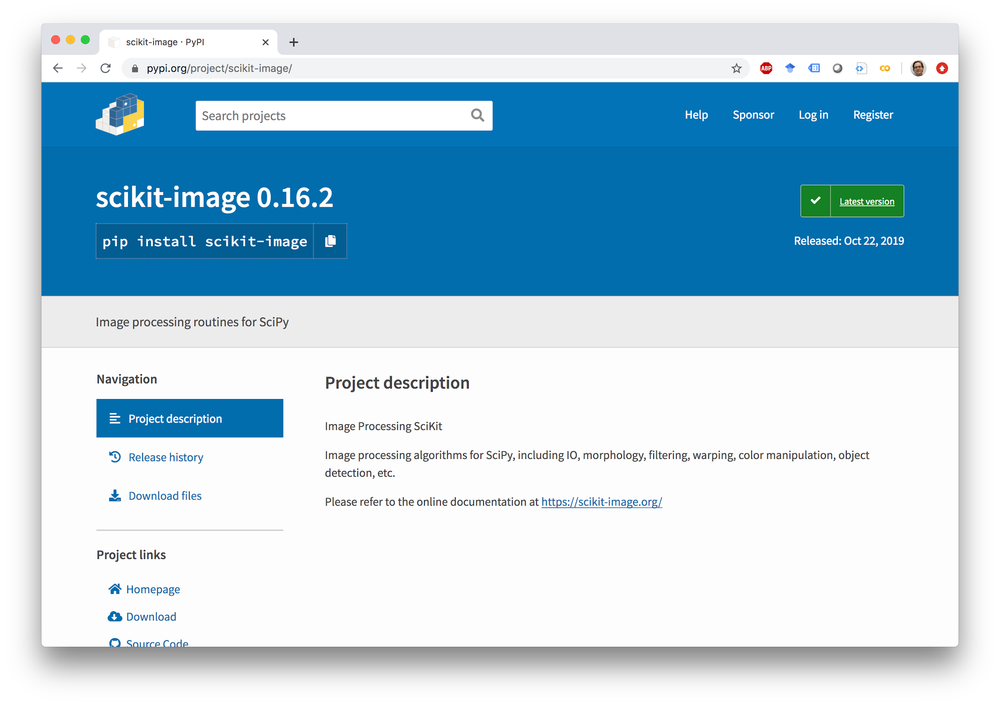 scikit-image · PyPI
pypi.org/project/scikit-image/
ABP
Search projects
Help Sponsor Log in Register
scikit-image 0.16.2
Latest version
pip install scikit-image
Released: Oct 22, 2019
Image processing routines for SciPy
Navigation
Project description
Release history
Download files
Project links
Homepage
Download
Source Code
Project description
Image Processing SciKit
Image processing algorithms for SciPy, including IO, morphology, filtering, warping, color manipulation, object
detection, etc.
Please refer to the online documentation at https://scikit-image.org/